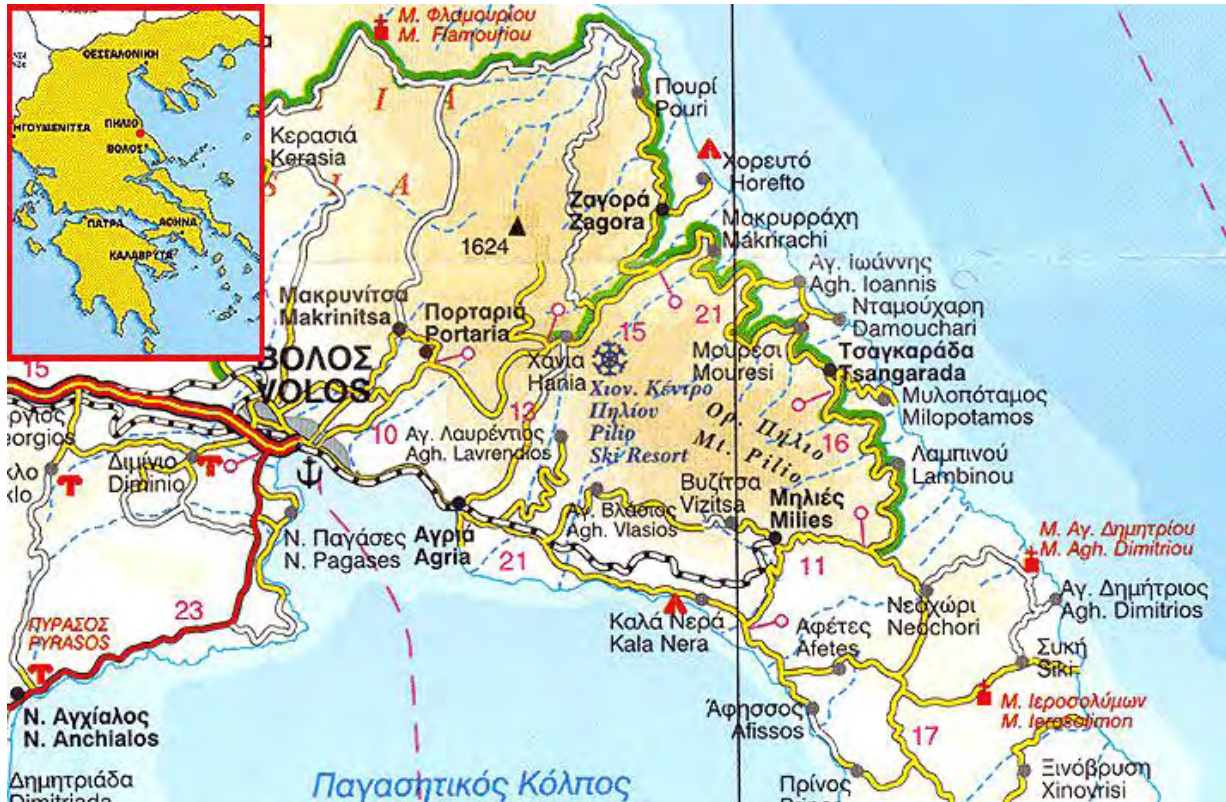 ΘΕΣΣΑΛΟΝΙΚΗ
ΗΓΟΥΜΕΝΙΤΣΑ
ΠΗΛΙΟ
ΒΟΛΟΣ
ΠΑΤΡΑ
ΑΘΗΝΑ
ΚΑΛΑΒΡΥΤΑ
Μ. Φλαμουρίου
M. Flamouriou
Πουρί
Pouri
Ι Α
Κερασιά
Kerasia
Σ Ι Α
Χορευτό
Horefto
Ζαγορά
Zagora
Μακρυρράχη
Makrirachi
1624
Αγ. Ιωάννης
Agh. Ioannis
Μακρυνίτσα
Makrinitsa
Πορταριά
Portaria
Νταμούχαρη
Damouchari
15
21
15
ΒΟΛΟΣ
VOLOS
Χάνια
Hania
Μούρεσι
Mouresi
Τσαγκαράδα
Tsangarada
Χιον. Κέντρο
Πηλίου
Pilio
Ski Resort
Ορ. Πήλιο
Mt. Pilio
Μυλοπόταμος
Milopotamos
13
10
16
Αγ. Λαυρέντιος
Agh. Lavrendios
Λαμπινού
Lambinou
Διμίνιο
Diminio
Βυζίτσα
Vizitsa
Μηλιές
Milies
Αγ. Βλάσιος
Agh. Vlasios
Ν. Παγάσες
N. Pagases
Αγριά
Agria
21
11
Μ. Αγ. Δημητρίου
M. Agh. Dimitriou
Αγ. Δημήτριος
Agh. Dimitrios
23
ΠΥΡΑΣΟΣ
PYRASOS
Καλά Νερά
Kala Nera
Νεοχώρι
Neochori
Αφέτες
Afetes
Συκή
Siki
Ν. Αγχίαλος
N. Anchialos
Άφησσος
Afissos
Μ. Ιεροσολύμων
M. Ierosolimon
17
Δημητριάδα
Dimitriada
Παγασητικός Κόλπος
Πρίνος
Ξινόβρυση
Xinovrisi